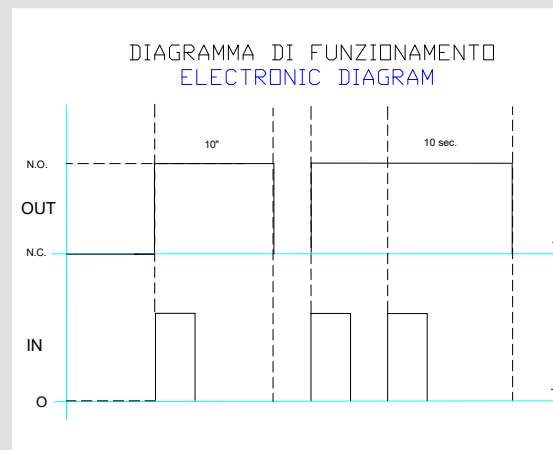 DIAGRAMMA DI FUNZIONAMENTO
ELECTRONIC DIAGRAM
10"
10 sec.
N.O.
OUT
N.C.
IN
O